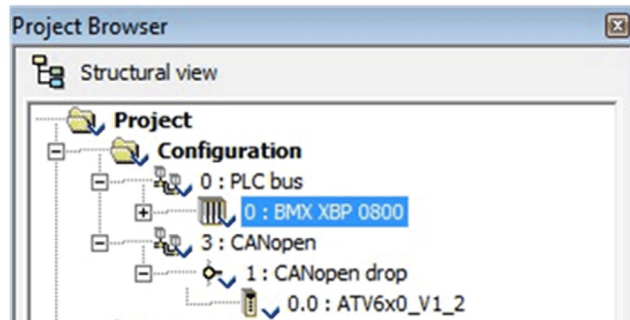 Project Browser
Structural view
Project
Configuration
0 : PLC bus
0 : BMX XBP 0800
3 : CANopen
1 : CANopen drop
0.0 : ATV6x0_V1_2